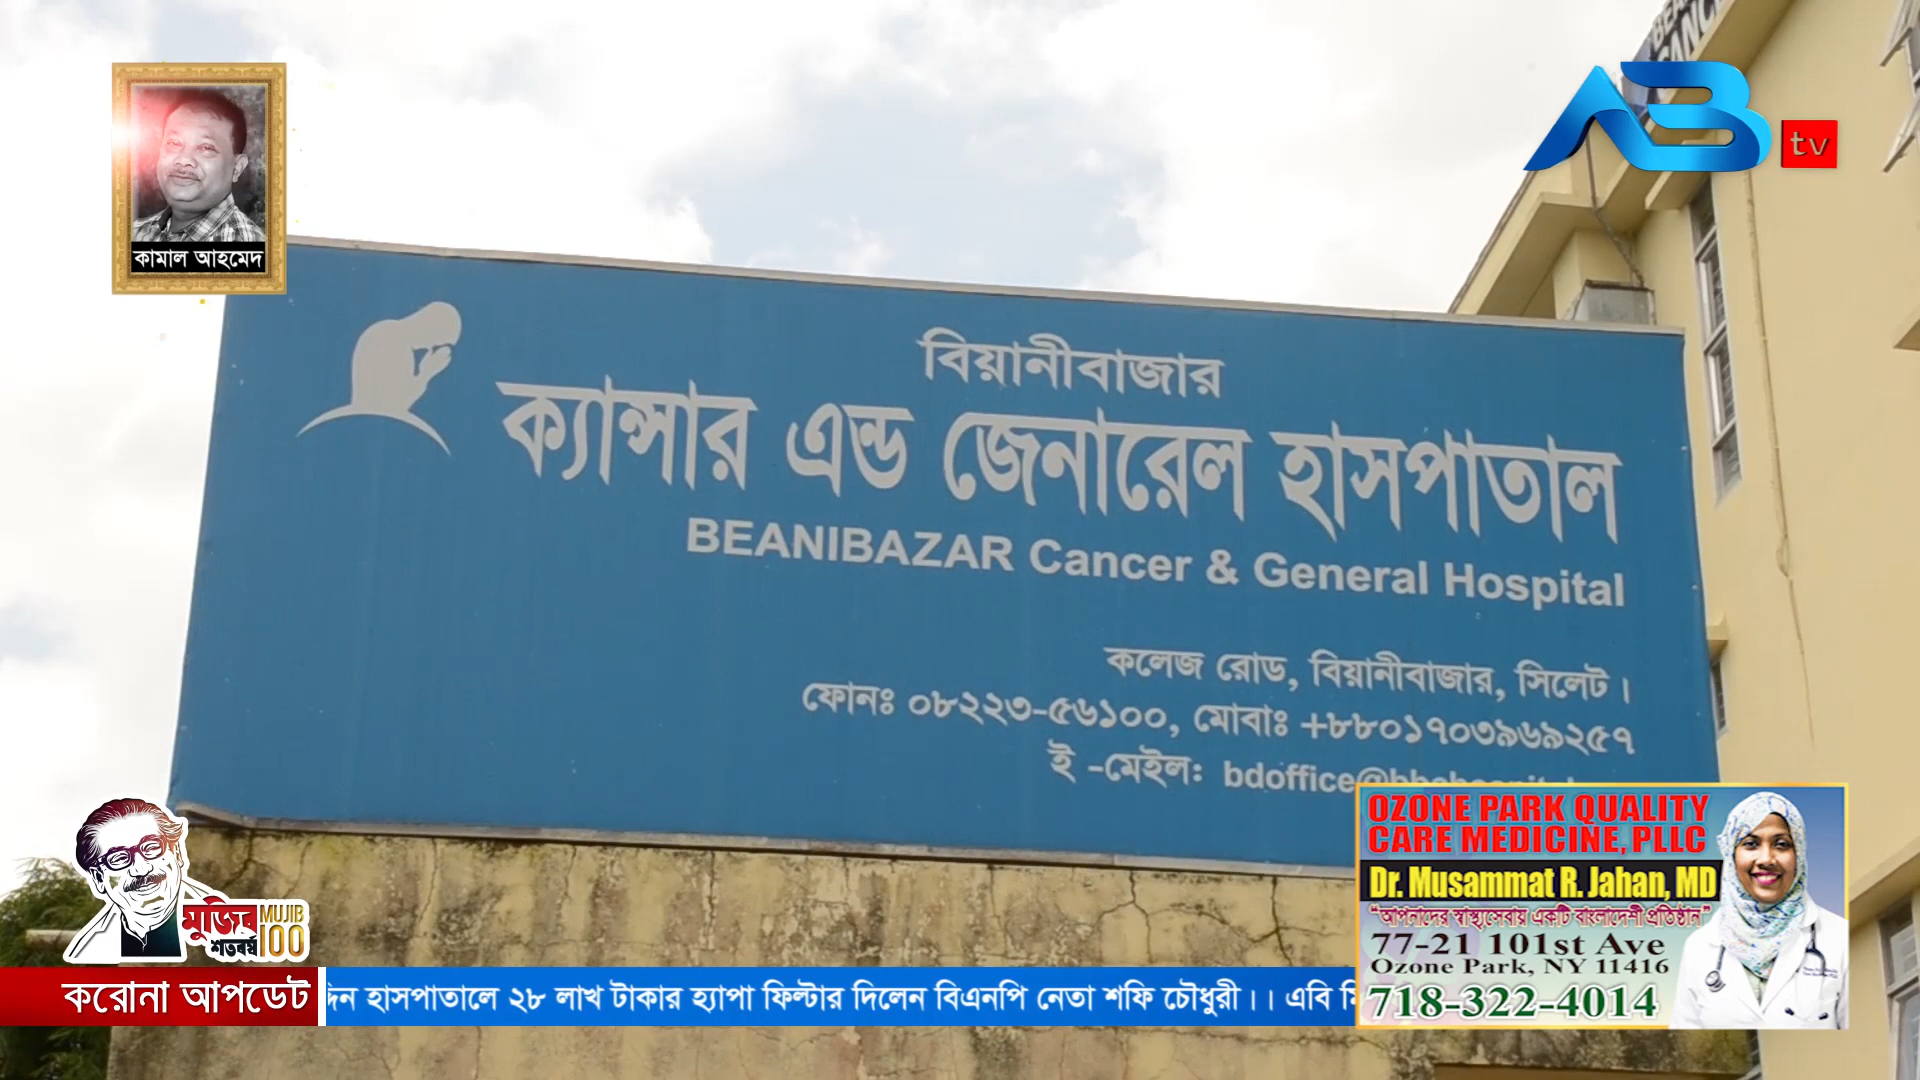 কামাল আহমেদ
AB tv
বিয়ানীবাজার
ক্যান্সার এন্ড জেনারেল হাসপাতাল
BEANIBAZAR Cancer & General Hospital
কলেজ রোড, বিয়ানীবাজার, সিলেট।
ফোনঃ ০৮২২৩-৫৬১০০, মোবাঃ +৮৮০১৭০৩৯৬৯২৫৭
ই -মেইল:
মুজিব MUJIB
শতবর্ষ 100
OZONE PARK QUALITY
CARE MEDICINE, PLLC
Dr. Musammat R. Jahan, MD
“আপনাদের স্বাস্থ্যসেবায় একটি বাংলাদেশী প্রতিষ্ঠান”
77-21 101st Ave
Ozone Park, NY 11416
718-322-4014
করোনা আপডেট
হাসপাতালে ২৮ লাখ টাকার হ্যাপা ফিল্টার দিলেন বিএনপি নেতা শফি চৌধুরী।। এবি